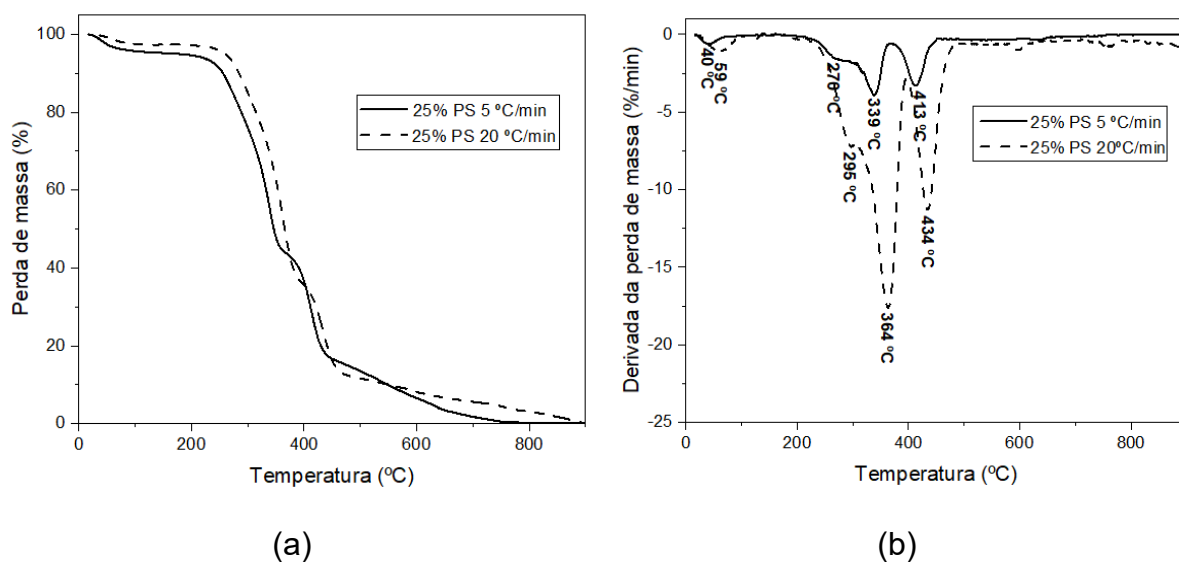 100
80
60
40
20
0
0
200
400
600
800
Perda de massa (%)
Temperatura (ºC)
25% PS 5 ºC/min
25% PS 20 ºC/min
(a)
0
-5
-10
-15
-20
-25
0
200
400
600
800
Derivada da perda de massa (%/min)
Temperatura (ºC)
40 ºC
59 ºC
270 ºC
295 ºC
339 ºC
364 ºC
413 ºC
434 ºC
25% PS 5 ºC/min
25% PS 20ºC/min
(b)